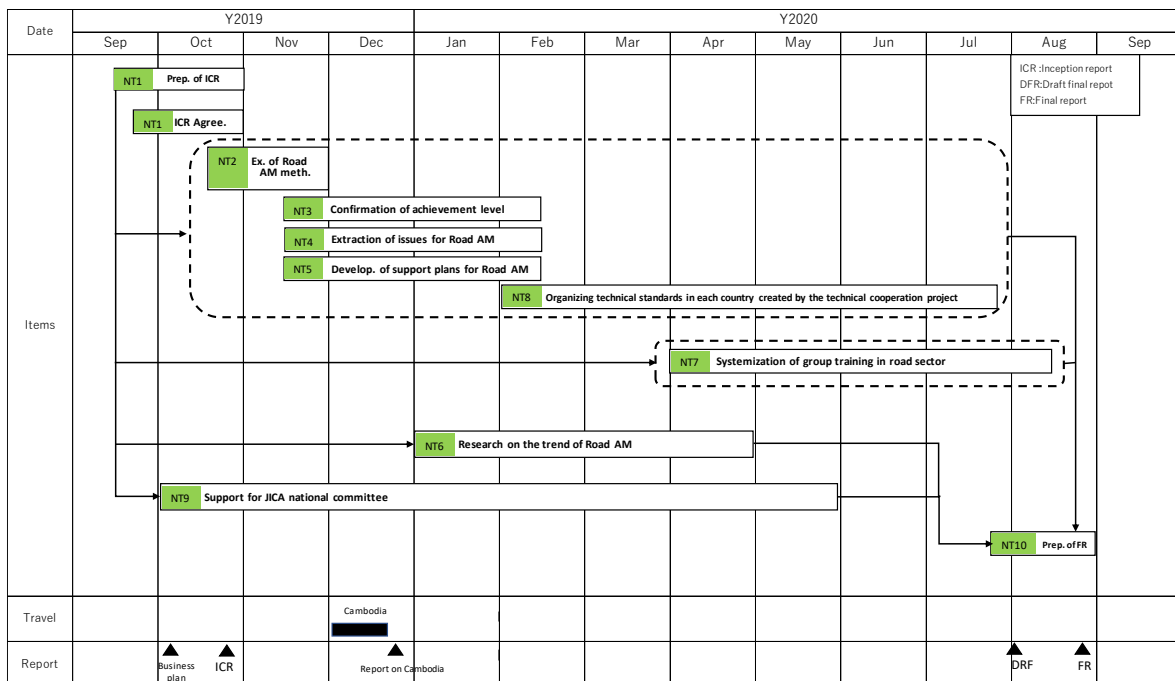 Date
Y2019
Y2020
Sep
Oct
Nov
Dec
Jan
Feb
Mar
Apr
May
Jun
Jul
Aug
Sep
ICR :Inception report
DFR:Draft final repot
FR:Final report
NT1
Prep. of ICR
NT1
ICR Agree.
NT2
Ex. of Road
AM meth.
NT3
Confirmation of achievement level
NT4
Extraction of issues for Road AM
NT5
Develop. of support plans for Road AM
NT8
Organizing technical standards in each country created by the technical cooperation project
Items
NT7
Systemization of group training in road sector
NT6
Research on the trend of Road AM
NT9
Support for JICA national committee
NT10
Prep. of FR
Travel
Cambodia
Report
Business
plan
ICR
Report on Cambodia
DRF
FR